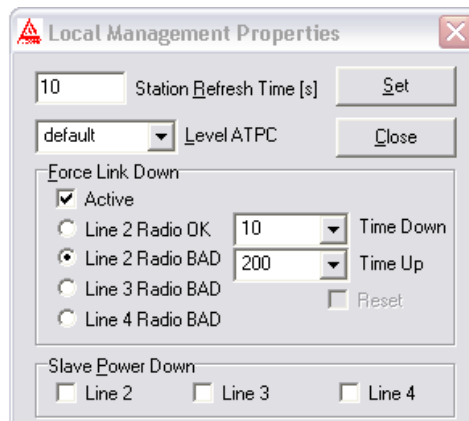 Local Management Properties
10 Station Refresh Time [s] Set
default Level ATPC Close
Force Link Down
Active
Line 2 Radio OK 10 Time Down
Line 2 Radio BAD 200 Time Up
Line 3 Radio BAD Reset
Line 4 Radio BAD
Slave Power Down
Line 2 Line 3 Line 4